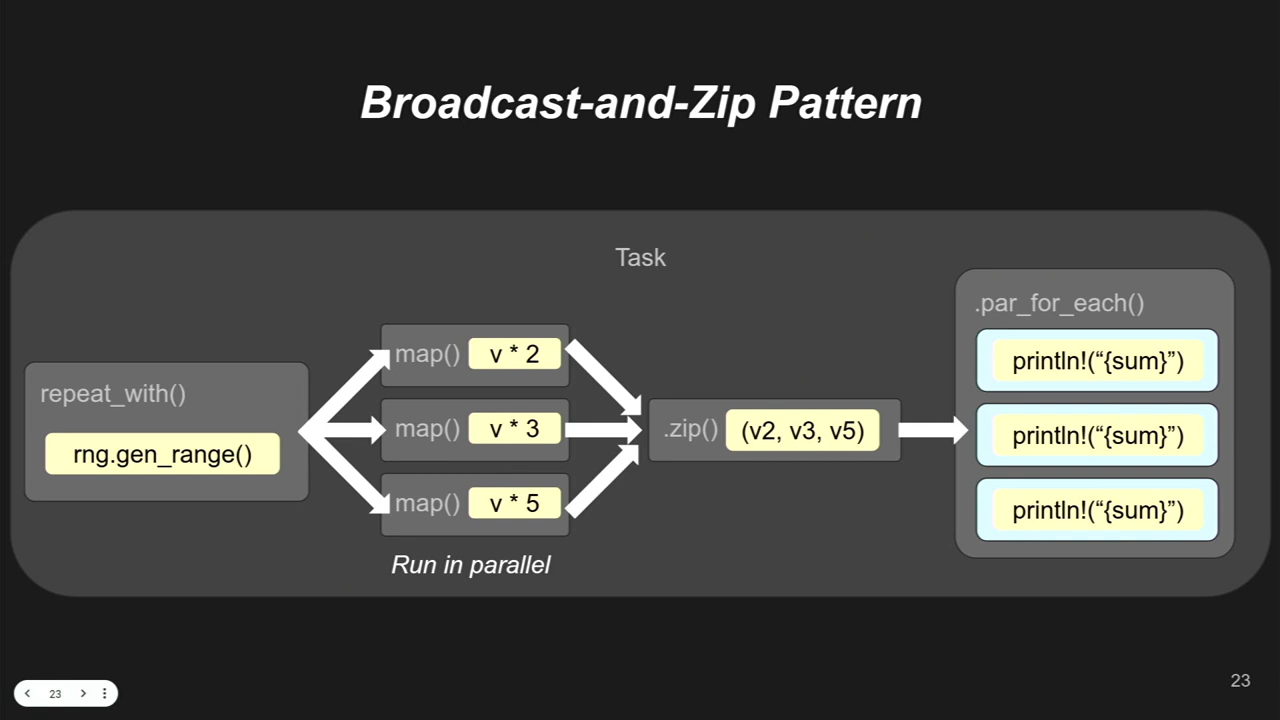 Broadcast-and-Zip Pattern
Task
repeat_with()
rng.gen_range()
map() v * 2
map() v * 3
map() v * 5
Run in parallel
.zip() (v2, v3, v5)
.par_for_each()
println!(“{sum}”)
println!(“{sum}”)
println!(“{sum}”)
23
23